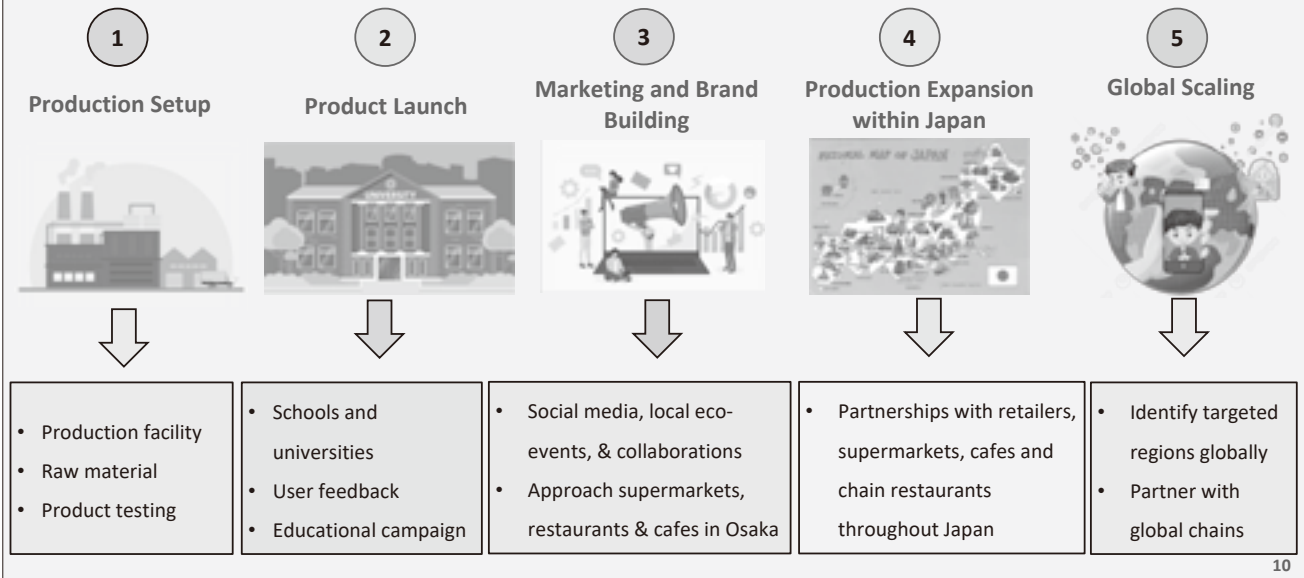 1
Production Setup
• Production facility
• Raw material
• Product testing
2
Product Launch
UNIVERSITY
• Schools and
universities
• User feedback
• Educational campaign
3
Marketing and Brand
Building
• Social media, local eco-
events, & collaborations
• Approach supermarkets,
restaurants & cafes in Osaka
4
Production Expansion
within Japan
MAP OF JAPAN
• Partnerships with retailers,
supermarkets, cafes and
chain restaurants
throughout Japan
5
Global Scaling
• Identify targeted
regions globally
• Partner with
global chains
10